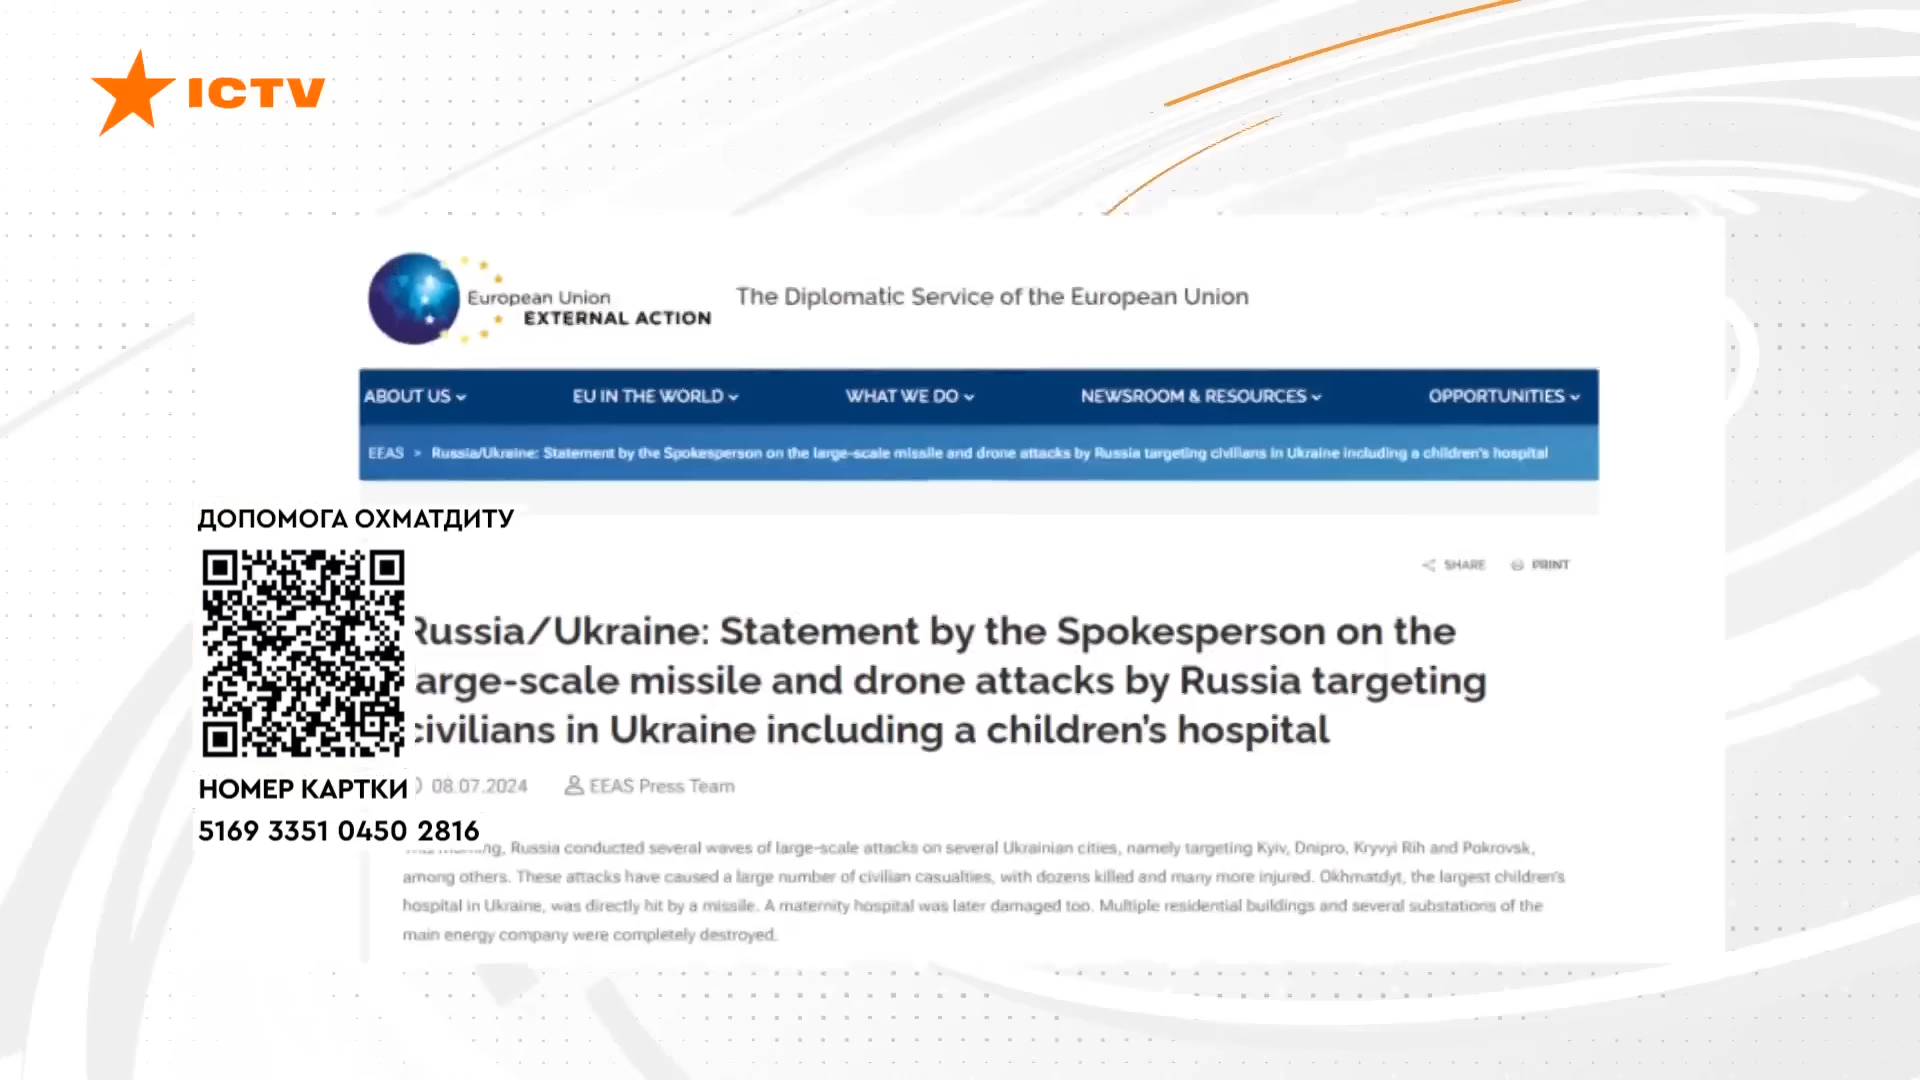 ICTV
European Union
EXTERNAL ACTION
The Diplomatic Service of the European Union
ABOUT US
EU IN THE WORLD
WHAT WE DO
NEWSROOM & RESOURCES
OPPORTUNITIES
EEAS > Russia/Ukraine: Statement by the Spokesperson on the large-scale missile and drone attacks by Russia targeting civilians in Ukraine including a children's hospital
SHARE
PRINT
ДОПОМОГА ОХМАТДИТУ
НОМЕР КАРТКИ
5169 3351 0450 2816
Russia/Ukraine: Statement by the Spokesperson on the
large-scale missile and drone attacks by Russia targeting
civilians in Ukraine including a children's hospital
08.07.2024
EEAS Press Team
Russia conducted several waves of large-scale attacks on several Ukrainian cities, namely targeting Kyiv, Dnipro, Kryvyi Rih and Pokrovsk,
among others. These attacks have caused a large number of civilian casualties, with dozens killed and many more injured. Okhmatdyt, the largest children's
hospital in Ukraine, was directly hit by a missile. A maternity hospital was later damaged too. Multiple residential buildings and several substations of the
main energy company were completely destroyed.